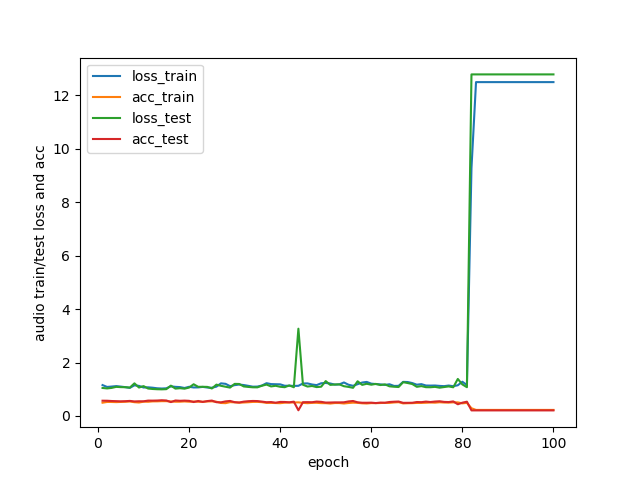 loss_train
acc_train
loss_test
acc_test
12
10
8
6
4
2
0
audio train/test loss and acc
0 20 40 60 80 100
epoch